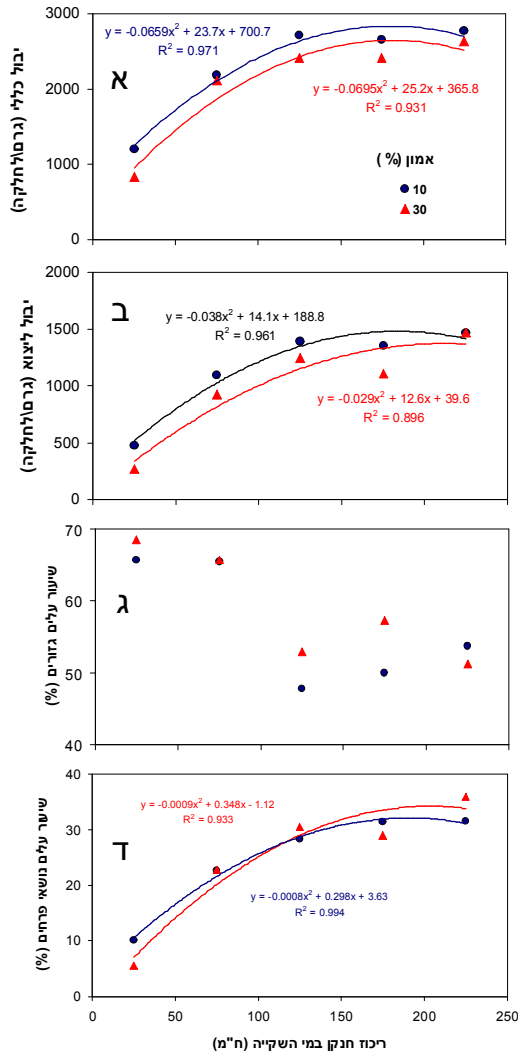 יבול כללי (גרם\חלקה)
3000
2000
1000
0
א
y = -0.0659x² + 23.7x + 700.7
R² = 0.971
y = -0.0695x² + 25.2x + 365.8
R² = 0.931
אמון (%)
10
30
יבול ליצוא (גרם\חלקה)
2000
1500
1000
500
0
ב
y = -0.038x² + 14.1x + 188.8
R² = 0.961
y = -0.029x² + 12.6x + 39.6
R² = 0.896
שיעור עלים גזורים (%)
70
60
50
40
ג
שיעור עלים נושאי פרחים (%)
40
30
20
10
0
ד
y = -0.0009x² + 0.348x - 1.12
R² = 0.933
y = -0.0008x² + 0.298x + 3.63
R² = 0.994
0 50 100 150 200 250
ריכוז חנקן במי השקייה (ח"מ)